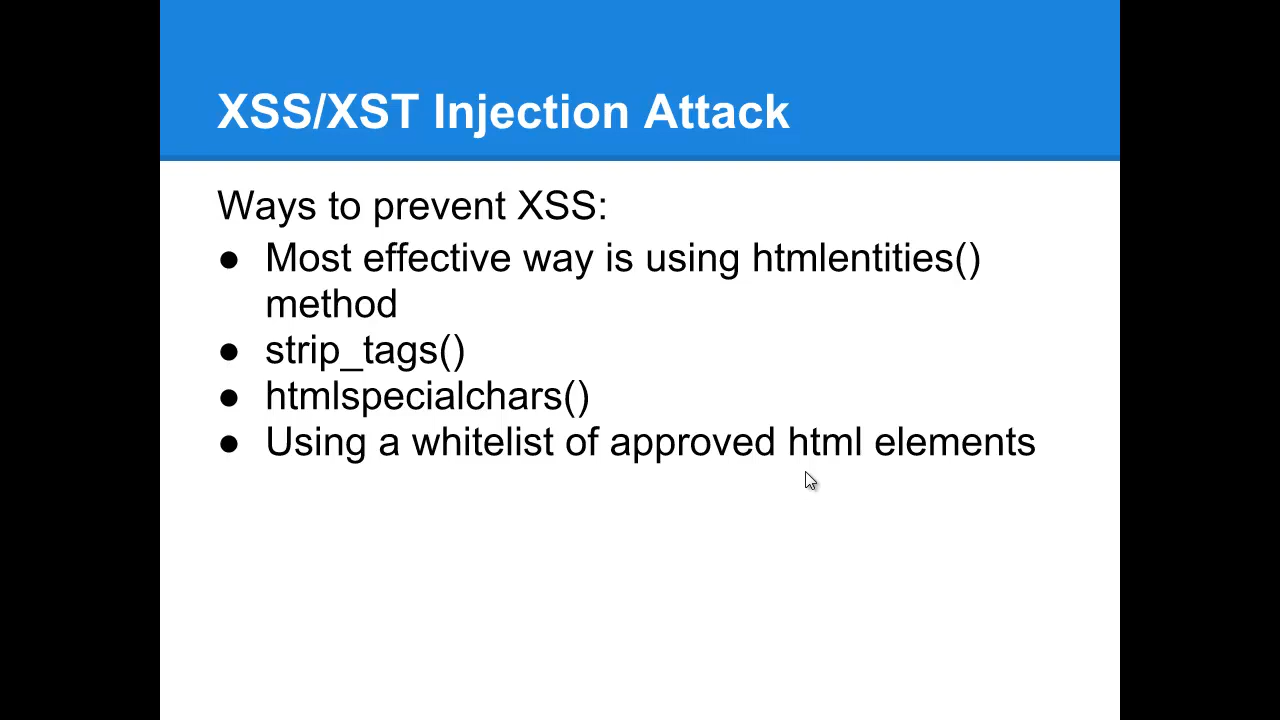 XSS/XST Injection Attack
Ways to prevent XSS:
● Most effective way is using htmlentities()
method
● strip_tags()
● htmlspecialchars()
● Using a whitelist of approved html elements